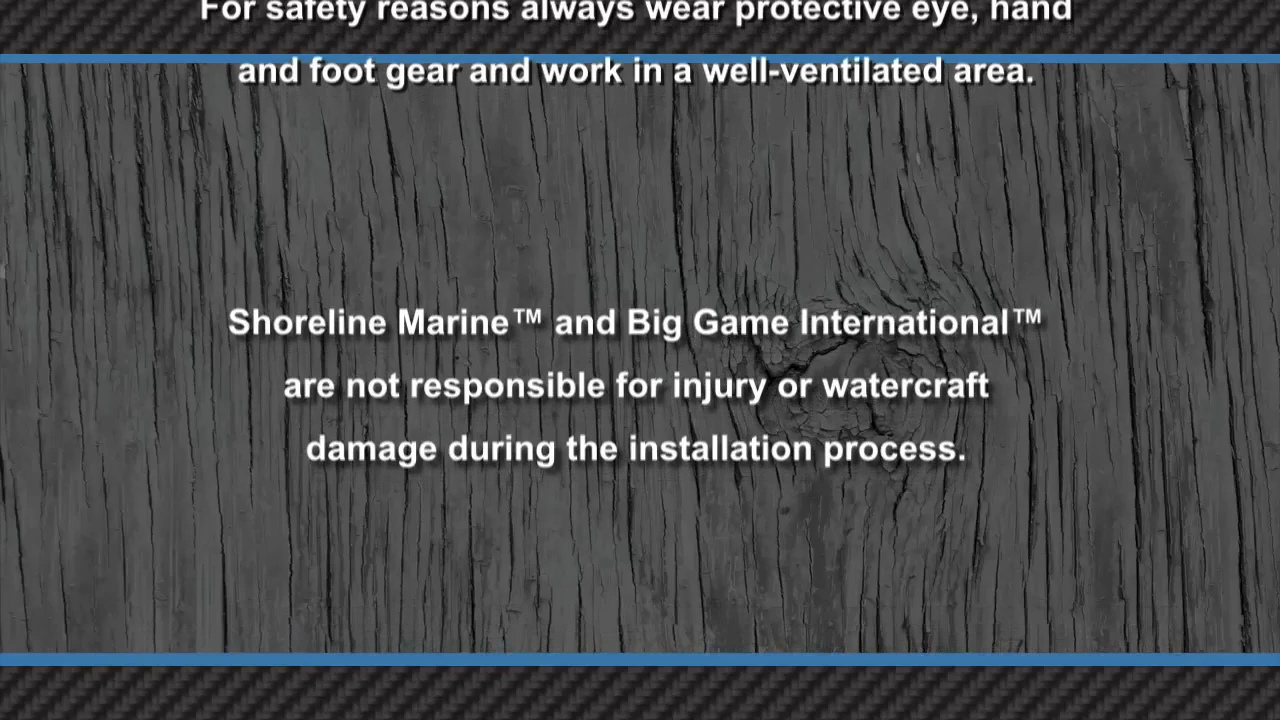 For safety reasons always wear protective eye, hand
and foot gear and work in a well-ventilated area.
Shoreline Marine™ and Big Game International™
are not responsible for injury or watercraft
damage during the installation process.